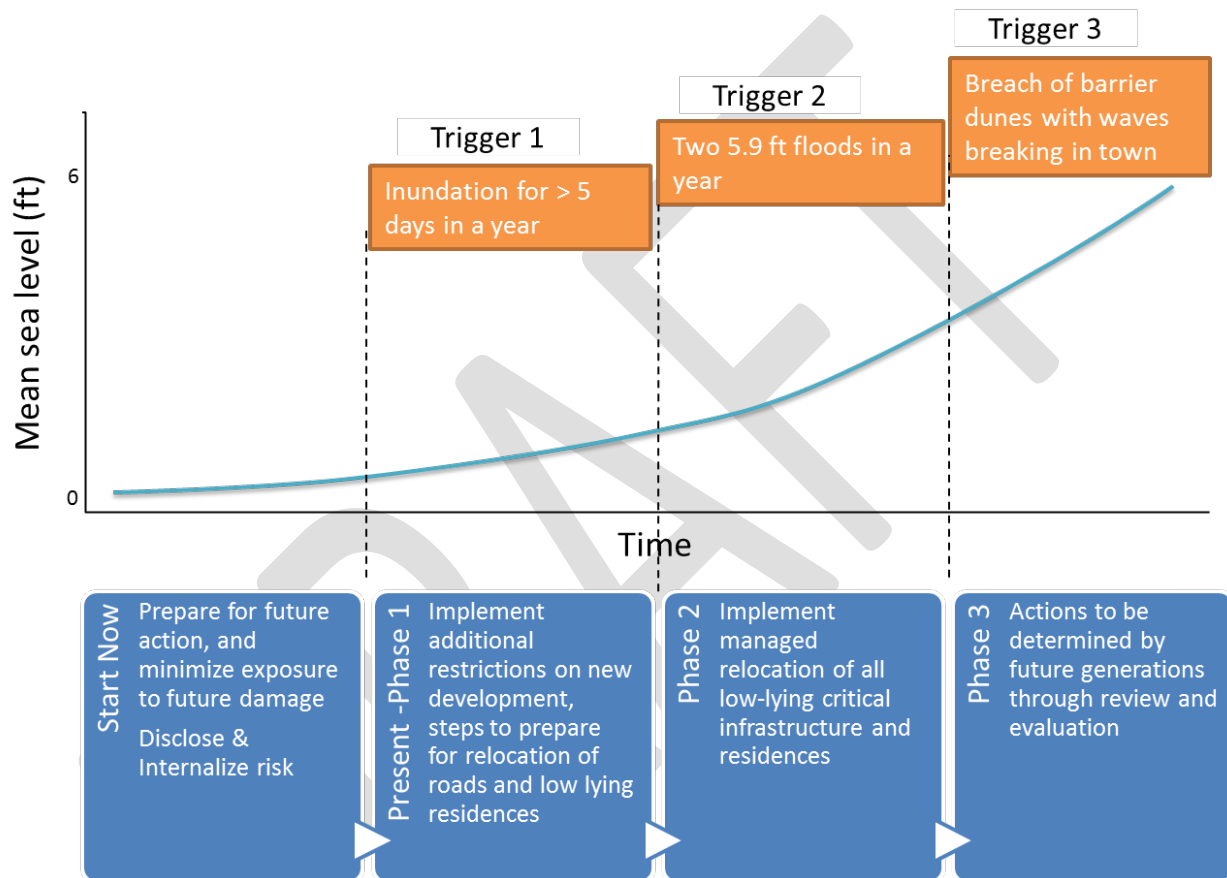 Trigger 3
Breach of barrier
dunes with waves
breaking in town
Trigger 2
Two 5.9 ft floods in a
year
Trigger 1
Inundation for > 5
days in a year
Mean sea level (ft)
6
0
Time
DRAFT
Start Now
Prepare for future
action, and
minimize exposure
to future damage
Disclose &
Internalize risk
Present -Phase 1
Implement
additional
restrictions on new
development,
steps to prepare
for relocation of
roads and low lying
residences
Phase 2
Implement
managed
relocation of all
low-lying critical
infrastructure and
residences
Phase 3
Actions to be
determined by
future generations
through review and
evaluation